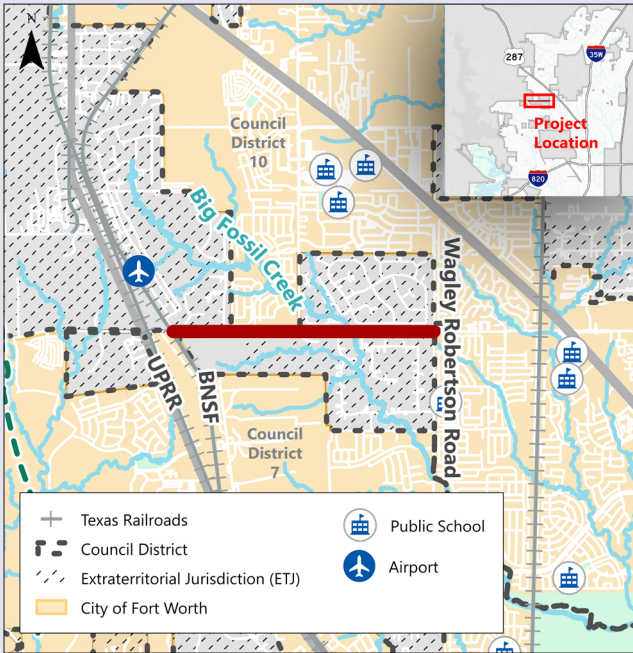 N
287
35W
Project
Location
820
Council
District
10
Big Fossil Creek
Wagley Robertson Road
UPRR
BNSF
Council
District
7
Texas Railroads
Council District
Extraterritorial Jurisdiction (ETJ)
City of Fort Worth
Public School
Airport